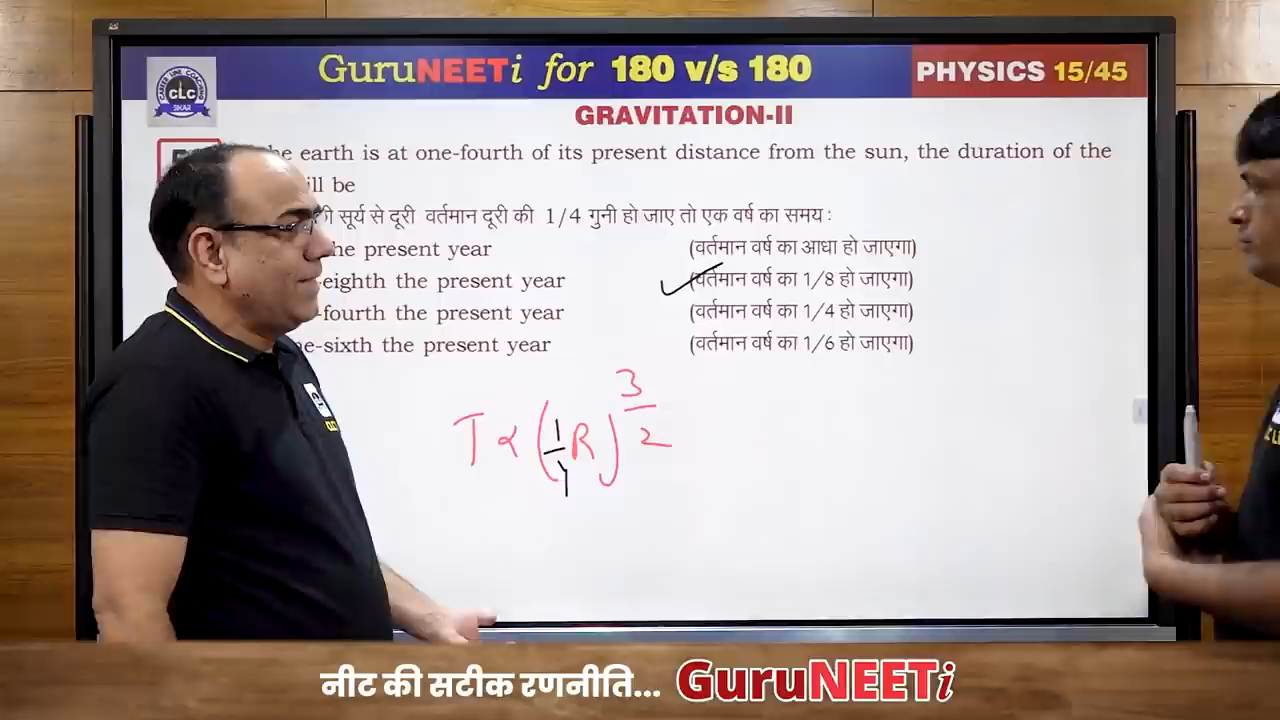 GuruNEETi for 180 v/s 180
PHYSICS 15/45
CLC
SIKAR
GRAVITATION-II
he earth is at one-fourth of its present distance from the sun, the duration of the
ill be
सूर्य से दूरी वर्तमान दूरी की 1/4 गुनी हो जाए तो एक वर्ष का समय :
he present year (वर्तमान वर्ष का आधा हो जाएगा)
-eighth the present year (वर्तमान वर्ष का 1/8 हो जाएगा)
-fourth the present year (वर्तमान वर्ष का 1/4 हो जाएगा)
ne-sixth the present year (वर्तमान वर्ष का 1/6 हो जाएगा)
T ∝ (1/4 R)^3/2
नीट की सटीक रणनीति... GuruNEETi